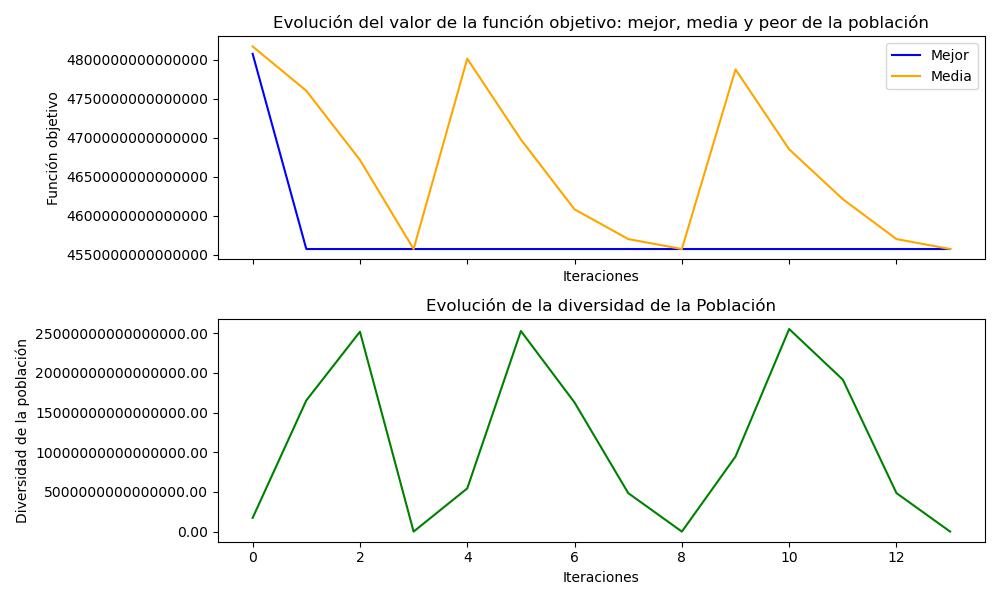 Evolución del valor de la función objetivo: mejor, media y peor de la población
Mejor
Media
Función objetivo
4800000000000000
4750000000000000
4700000000000000
4650000000000000
4600000000000000
4550000000000000
Iteraciones
Evolución de la diversidad de la Población
Diversidad de la población
25000000000000000.00
20000000000000000.00
15000000000000000.00
10000000000000000.00
5000000000000000.00
0.00
0 2 4 6 8 10 12
Iteraciones